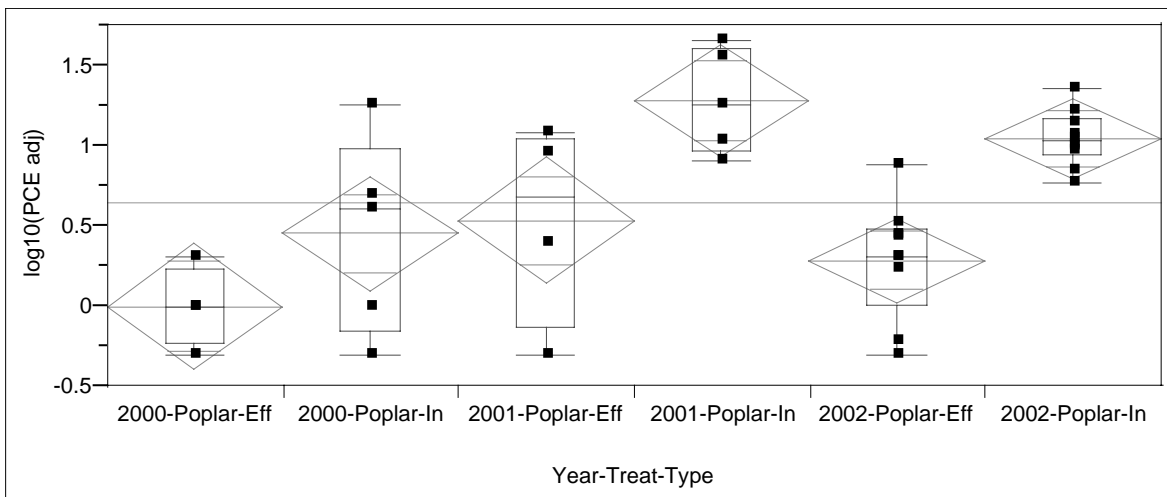 log10(PCE adj)
1.5
1
0.5
0
-0.5
2000-Poplar-Eff 2000-Poplar-In 2001-Poplar-Eff 2001-Poplar-In 2002-Poplar-Eff 2002-Poplar-In
Year-Treat-Type